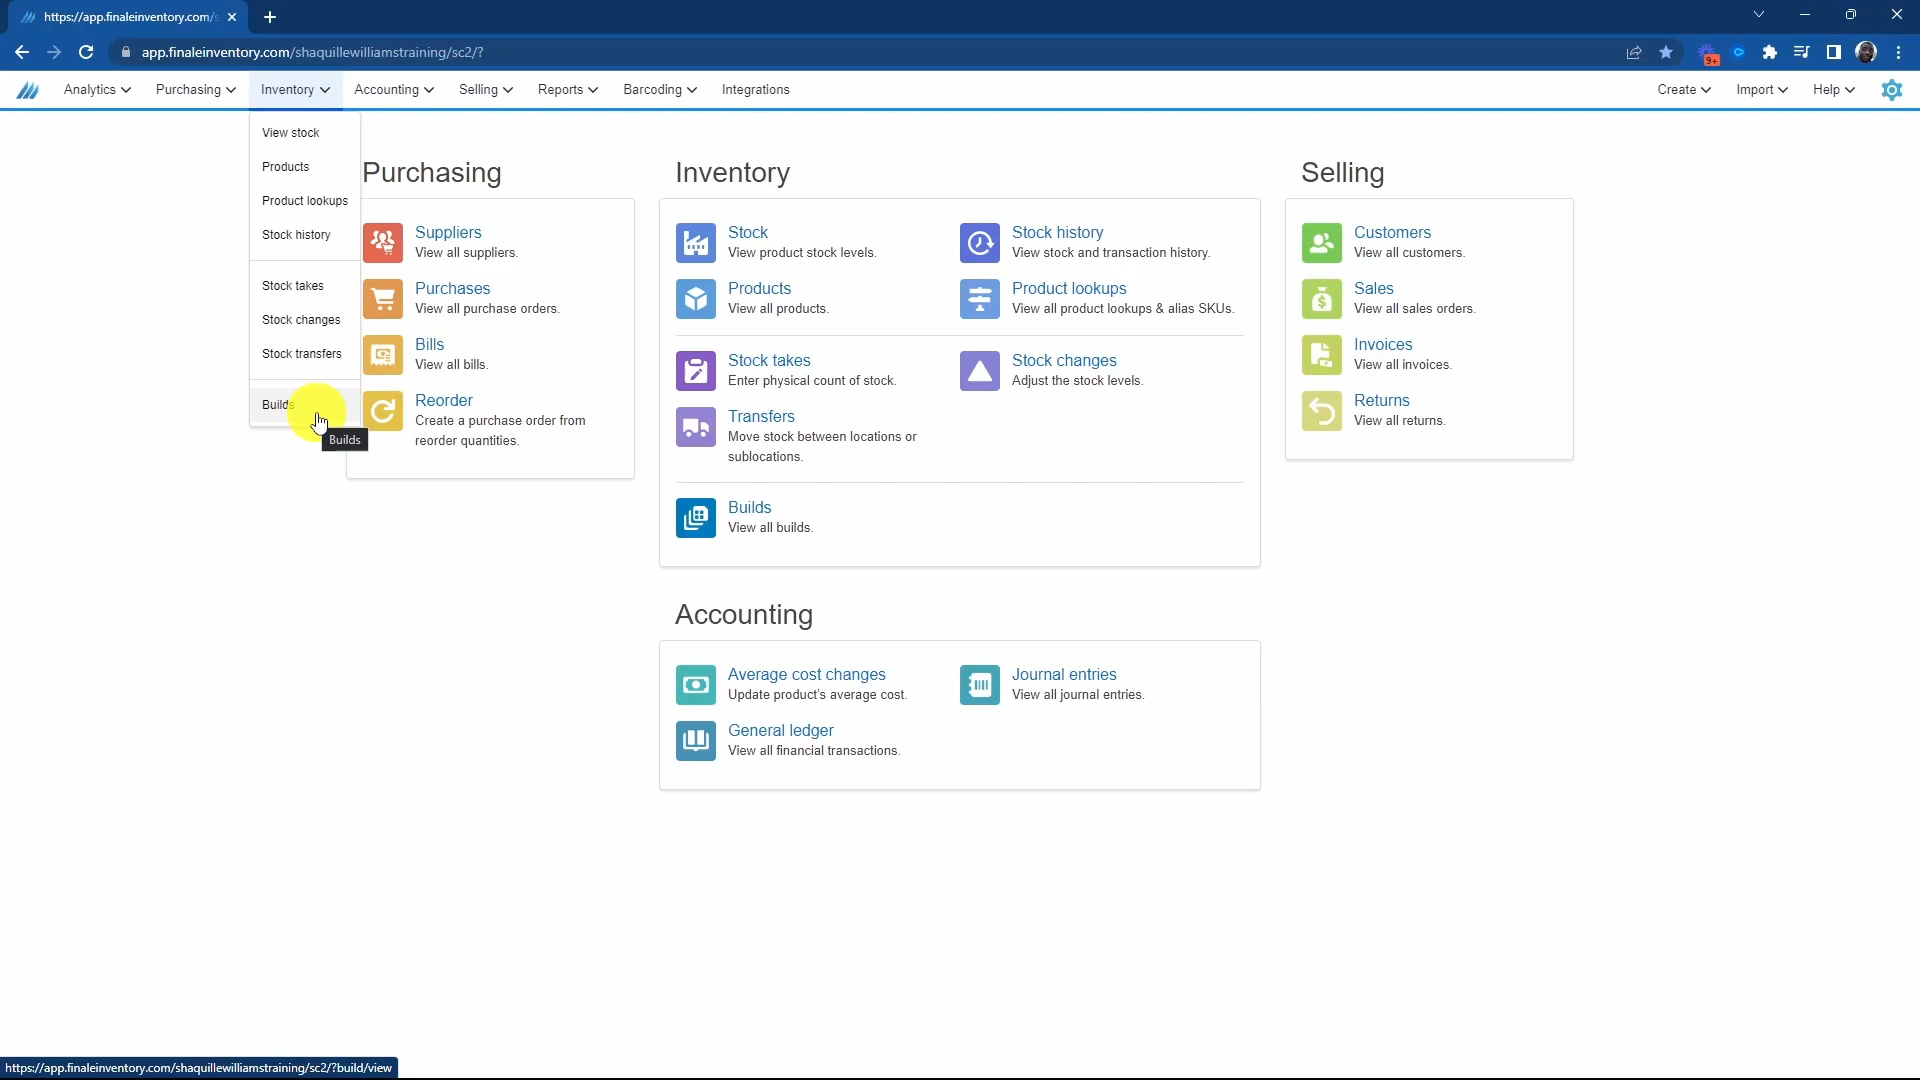 https://app.finaleinventory.com/s
app.finaleinventory.com/shaquillewilliamstraining/sc2/?
9+
Analytics
Purchasing
Inventory
Accounting
Selling
Reports
Barcoding
Integrations
Create
Import
Help
View stock
Products
Product lookups
Stock history
Stock takes
Stock changes
Stock transfers
Builds
Builds
Purchasing
Suppliers
View all suppliers.
Purchases
View all purchase orders.
Bills
View all bills.
Reorder
Create a purchase order from
reorder quantities.
Inventory
Stock
View product stock levels.
Stock history
View stock and transaction history.
Products
View all products.
Product lookups
View all product lookups & alias SKUs.
Stock takes
Enter physical count of stock.
Stock changes
Adjust the stock levels.
Transfers
Move stock between locations or
sublocations.
Builds
View all builds.
Selling
Customers
View all customers.
Sales
View all sales orders.
Invoices
View all invoices.
Returns
View all returns.
Accounting
Average cost changes
Update product's average cost.
Journal entries
View all journal entries.
General ledger
View all financial transactions.
https://app.finaleinventory.com/shaquillewilliamstraining/sc2/?build/view